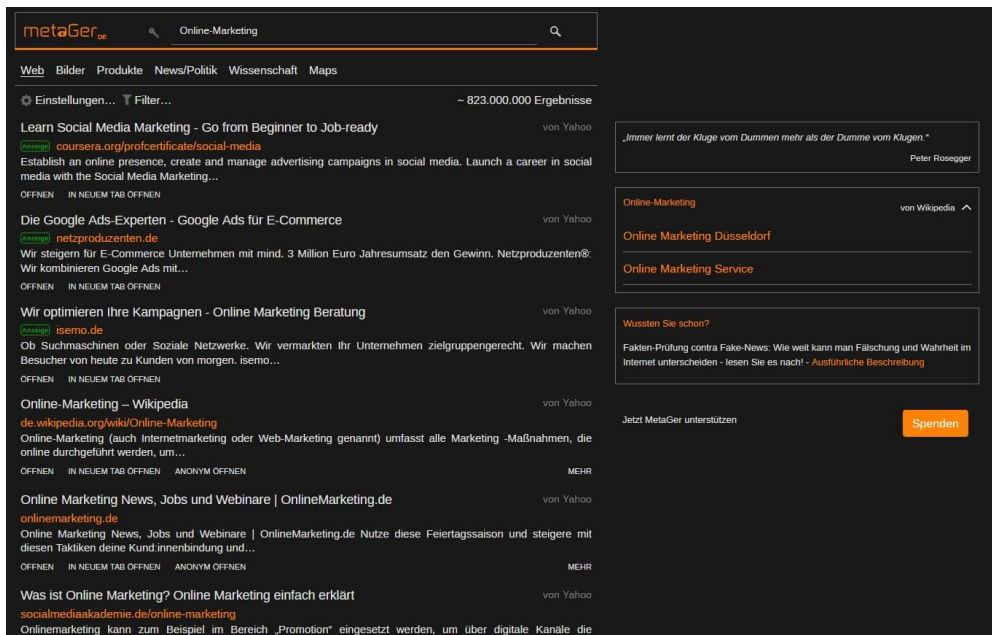 metaGer DE
Online-Marketing
Web Bilder Produkte News/Politik Wissenschaft Maps
Einstellungen... Filter...
~ 823.000.000 Ergebnisse
Learn Social Media Marketing - Go from Beginner to Job-ready
von Yahoo
Anzeige coursera.org/profcertificate/social-media
Establish an online presence, create and manage advertising campaigns in social media. Launch a career in social
media with the Social Media Marketing...
ÖFFNEN IN NEUEM TAB ÖFFNEN
Die Google Ads-Experten - Google Ads für E-Commerce
von Yahoo
Anzeige netzproduzenten.de
Wir steigern für E-Commerce Unternehmen mit mind. 3 Million Euro Jahresumsatz den Gewinn. Netzproduzenten®:
Wir kombinieren Google Ads mit...
ÖFFNEN IN NEUEM TAB ÖFFNEN
Wir optimieren Ihre Kampagnen - Online Marketing Beratung
von Yahoo
Anzeige isemo.de
Ob Suchmaschinen oder Soziale Netzwerke. Wir vermarkten Ihr Unternehmen zielgruppengerecht. Wir machen
Besucher von heute zu Kunden von morgen. isemo...
ÖFFNEN IN NEUEM TAB ÖFFNEN
Online-Marketing – Wikipedia
von Yahoo
de.wikipedia.org/wiki/Online-Marketing
Online-Marketing (auch Internetmarketing oder Web-Marketing genannt) umfasst alle Marketing -Maßnahmen, die
online durchgeführt werden, um...
ÖFFNEN IN NEUEM TAB ÖFFNEN ANONYM ÖFFNEN
MEHR
Online Marketing News, Jobs und Webinare | OnlineMarketing.de
von Yahoo
onlinemarketing.de
Online Marketing News, Jobs und Webinare | OnlineMarketing.de Nutze diese Feiertagssaison und steigere mit
diesen Taktiken deine Kund:innenbindung und...
ÖFFNEN IN NEUEM TAB ÖFFNEN ANONYM ÖFFNEN
MEHR
Was ist Online Marketing? Online Marketing einfach erklärt
von Yahoo
socialmediaakademie.de/online-marketing
Onlinemarketing kann zum Beispiel im Bereich „Promotion“ eingesetzt werden, um über digitale Kanäle die
„Immer lernt der Kluge vom Dummen mehr als der Dumme vom Klugen.“
Peter Rosegger
Online-Marketing
von Wikipedia
Online Marketing Düsseldorf
Online Marketing Service
Wussten Sie schon?
Fakten-Prüfung contra Fake-News: Wie weit kann man Fälschung und Wahrheit im
Internet unterscheiden - lesen Sie es nach! - Ausführliche Beschreibung
Jetzt MetaGer unterstützen
Spenden